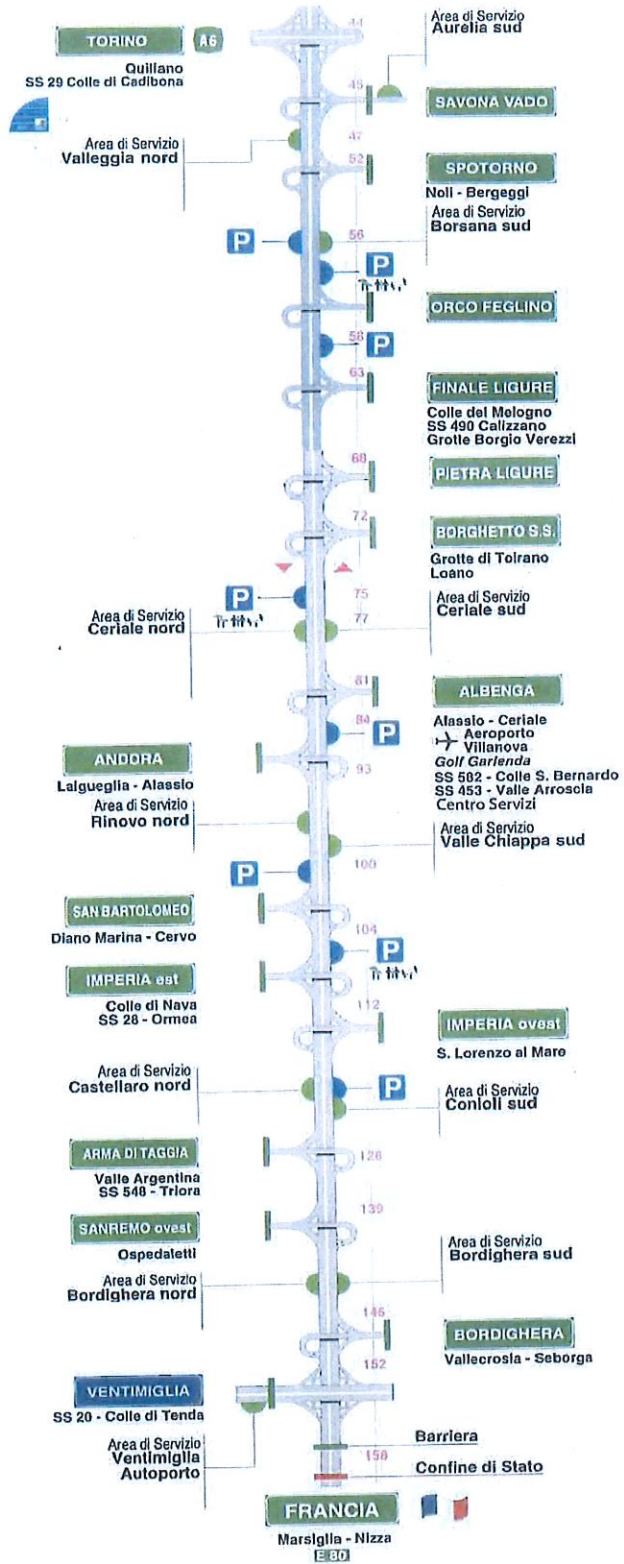 44
Area di Servizio
Aurelia sud
TORINO
A6
Quiliano
SS 29 Colle di Cadibona
45
SAVONA VADO
47
Area di Servizio
Valleggia nord
52
SPOTORNO
Noli - Bergeggi
Area di Servizio
Borsana sud
56
P
P
ORCO FEGLINO
58
P
63
FINALE LIGURE
Colle del Melogno
SS 490 Calizzano
Grotte Borgio Verezzi
68
PIETRA LIGURE
72
BORGHETTO S.S.
Grotte di Toirano
Loano
P
75
Area di Servizio
Ceriale sud
77
Area di Servizio
Ceriale nord
81
ALBENGA
Alassio - Ceriale
Aeroporto
Villanova
Golf Garlenda
SS 582 - Colle S. Bernardo
SS 453 - Valle Arroscia
Centro Servizi
84
P
ANDORA
Laigueglia - Alassio
93
Area di Servizio
Rinovo nord
Area di Servizio
Valle Chiappa sud
100
P
SAN BARTOLOMEO
Diano Marina - Cervo
104
P
IMPERIA est
Colle di Nava
SS 28 - Ormea
112
IMPERIA ovest
S. Lorenzo al Mare
Area di Servizio
Castellaro nord
P
Area di Servizio
Conioli sud
ARMA DI TAGGIA
Valle Argentina
SS 548 - Triora
128
139
SANREMO ovest
Ospedaletti
Area di Servizio
Bordighera sud
Area di Servizio
Bordighera nord
146
BORDIGHERA
Vallecrosia - Seborga
152
VENTIMIGLIA
SS 20 - Colle di Tenda
Area di Servizio
Ventimiglia
Autoporto
Barriera
158
Confine di Stato
FRANCIA
Marsiglia - Nizza
E 80